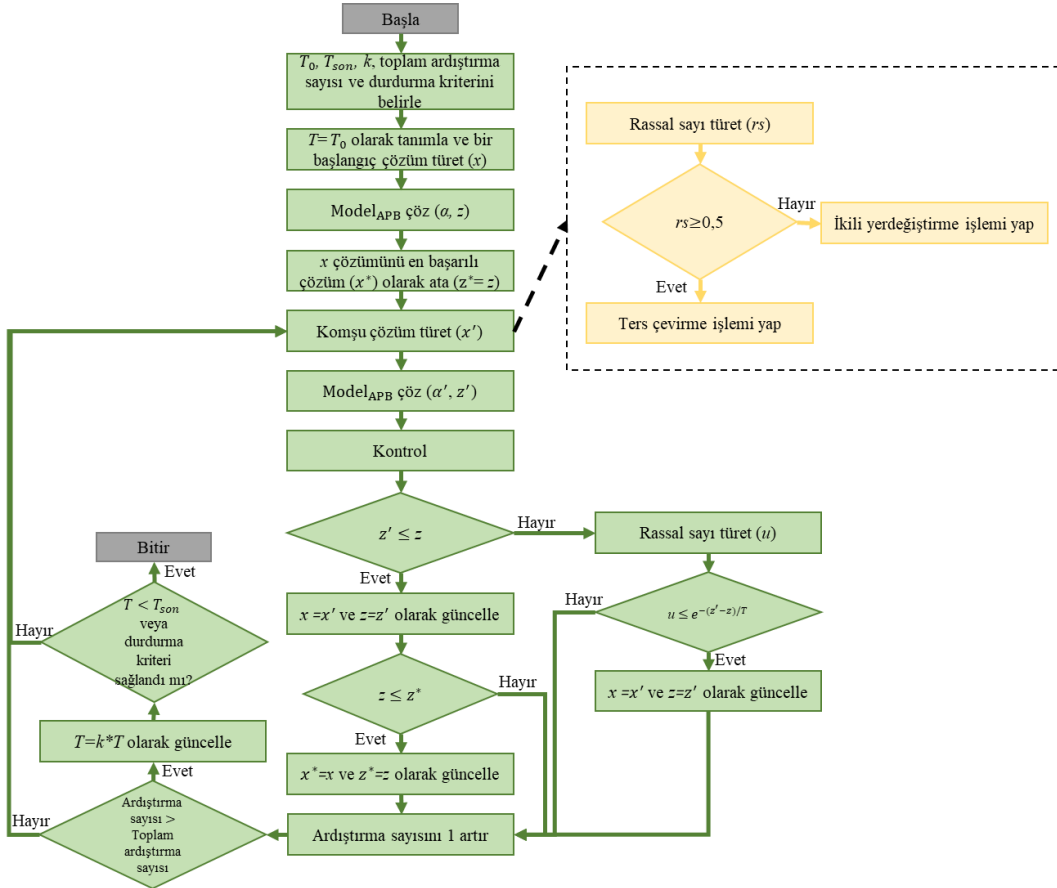 Başla
T₀, Tson, k, toplam ardıştırma
sayısı ve durdurma kriterini
belirle
T= T₀ olarak tanımla ve bir
başlangıç çözüm türet (x)
ModelAPB çöz (α, z)
x çözümünü en başarılı
çözüm (x*) olarak ata (z*= z)
Komşu çözüm türet (x′)
ModelAPB çöz (α′, z′)
Kontrol
z′ ≤ z
Hayır
Evet
x =x′ ve z=z′ olarak güncelle
z ≤ z*
Hayır
Evet
x*=x ve z*=z olarak güncelle
Ardıştırma sayısını 1 artır
Rassal sayı türet (rs)
rs≥0,5
Hayır
İkili yerdeğiştirme işlemi yap
Evet
Ters çevirme işlemi yap
Rassal sayı türet (u)
u ≤ e^−(z′−z)/T
Hayır
Evet
x =x′ ve z=z′ olarak güncelle
Bitir
Evet
T < Tson
veya
durdurma
kriteri
sağlandı mı?
Hayır
T=k*T olarak güncelle
Evet
Ardıştırma
sayısı >
Toplam
ardıştırma
sayısı
Hayır